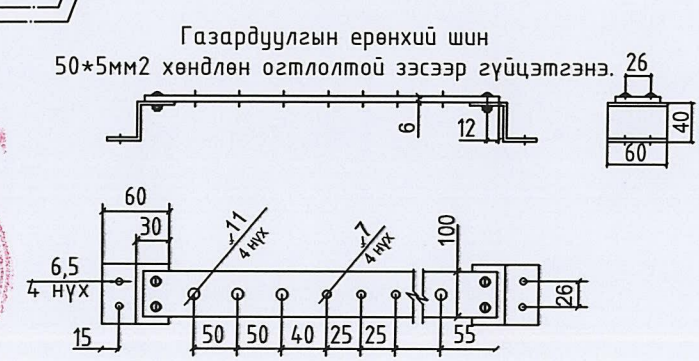 Газардуулгын ерөнхий шин
50*5мм2 хөндлөн огтлолтой зэсээр гүйцэтгэнэ.
26
6
12
40
60
60
30
11
4 нүх
7
4 нүх
100
6,5
4 нүх
26
15
50 50 40 25 25 55